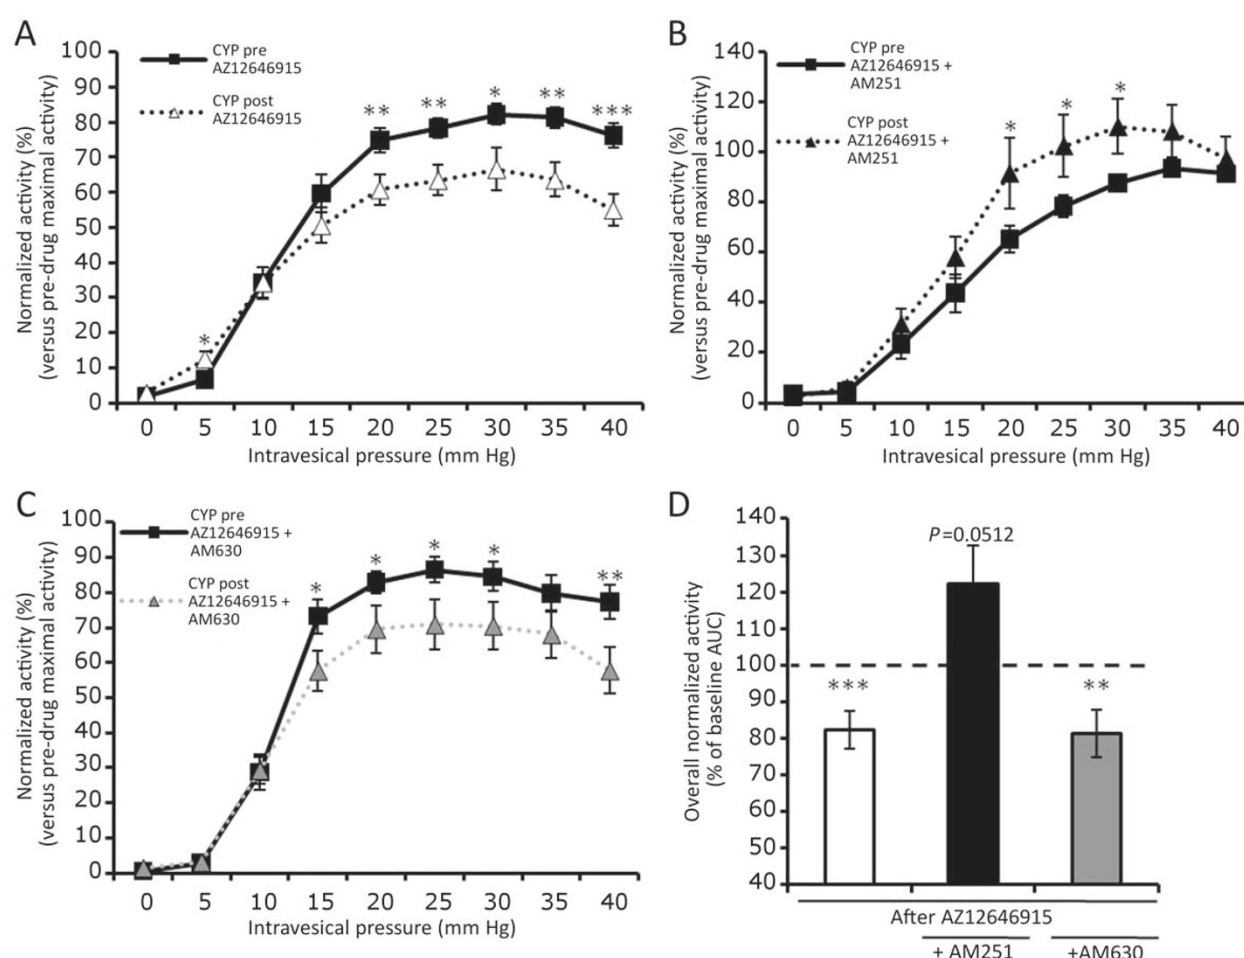 A
100
90
80
70
60
50
40
30
20
10
0
Normalized activity (%)
(versus pre-drug maximal activity)
CYP pre
AZ12646915
CYP post
AZ12646915
*
**
**
*
**
***
0 5 10 15 20 25 30 35 40
Intravesical pressure (mm Hg)
B
140
120
100
80
60
40
20
0
Normalized activity (%)
(versus pre-drug maximal activity)
CYP pre
AZ12646915 +
AM251
CYP post
AZ12646915 +
AM251
*
*
*
0 5 10 15 20 25 30 35 40
Intravesical pressure (mm Hg)
C
100
90
80
70
60
50
40
30
20
10
0
Normalized activity (%)
(versus pre-drug maximal activity)
CYP pre
AZ12646915 +
AM630
CYP post
AZ12646915 +
AM630
*
*
*
*
**
0 5 10 15 20 25 30 35 40
Intravesical pressure (mm Hg)
D
140
130
120
110
100
90
80
70
60
50
40
Overall normalized activity
(% of baseline AUC)
***
P=0.0512
**
After AZ12646915
+ AM251
+AM630